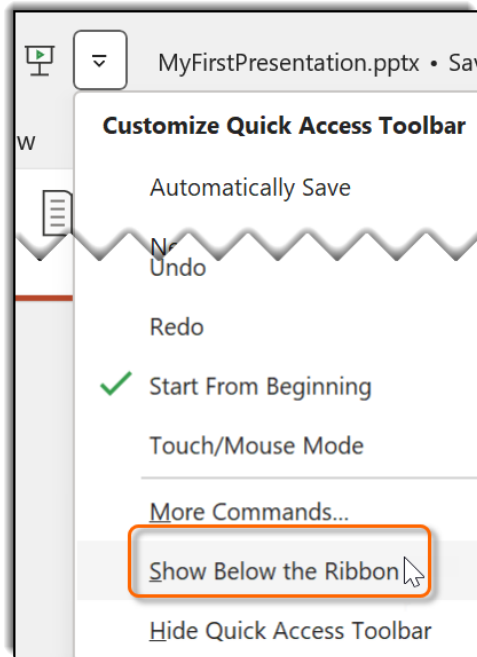 MyFirstPresentation.pptx • Sav
w
Customize Quick Access Toolbar
Automatically Save
Undo
Redo
Start From Beginning
Touch/Mouse Mode
More Commands...
Show Below the Ribbon
Hide Quick Access Toolbar